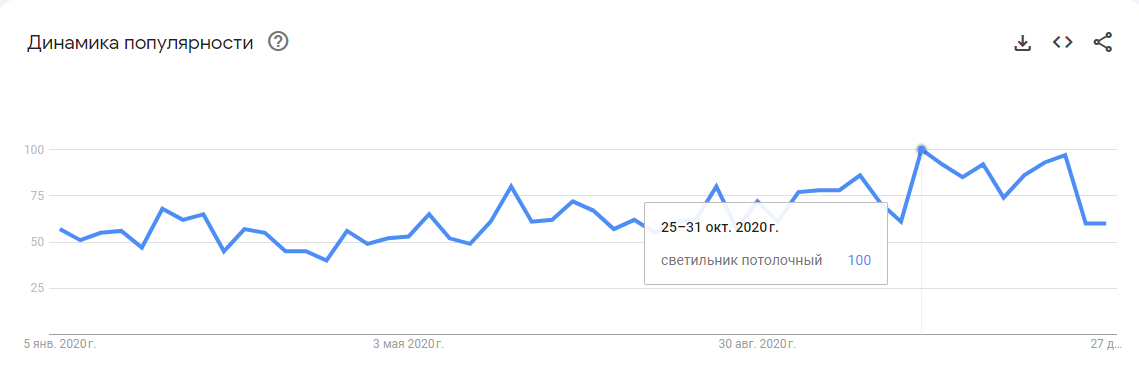 Динамика популярности
100
75
50
25
25–31 окт. 2020 г.
светильник потолочный 100
5 янв. 2020 г. 3 мая 2020 г. 30 авг. 2020 г. 27 д...